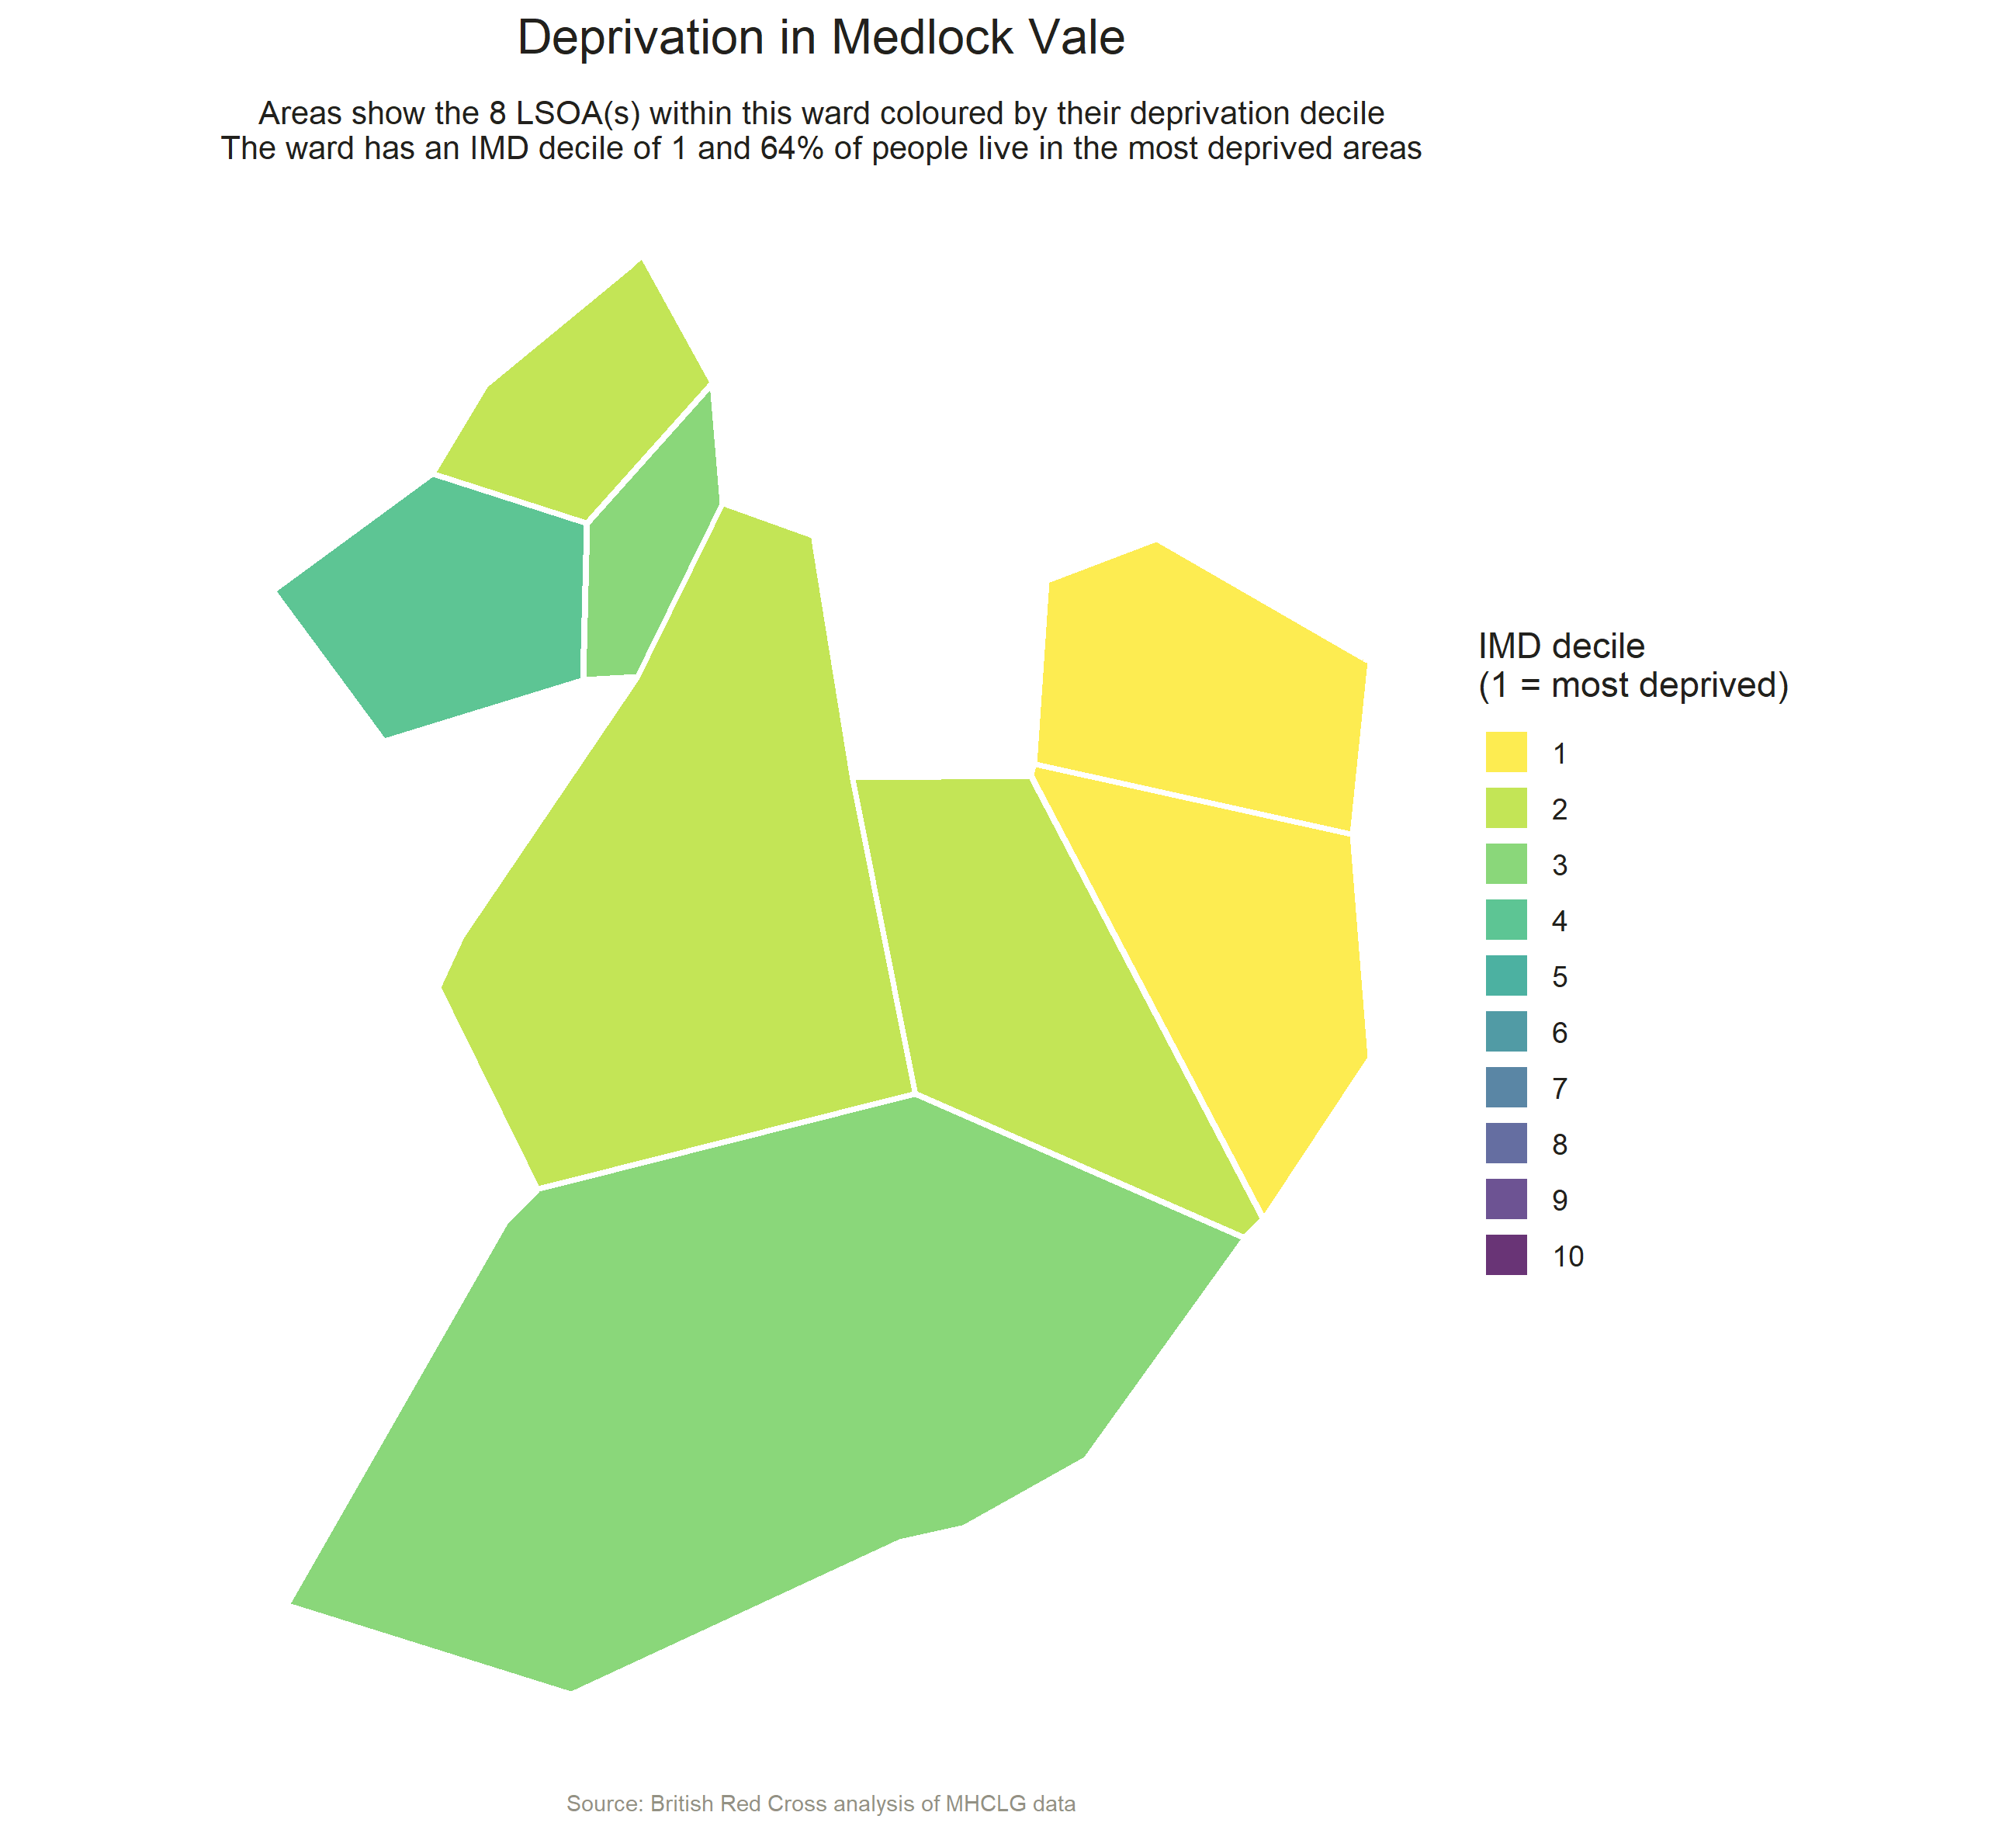 Deprivation in Medlock Vale
Areas show the 8 LSOA(s) within this ward coloured by their deprivation decile
The ward has an IMD decile of 1 and 64% of people live in the most deprived areas
IMD decile
(1 = most deprived)
1
2
3
4
5
6
7
8
9
10
Source: British Red Cross analysis of MHCLG data